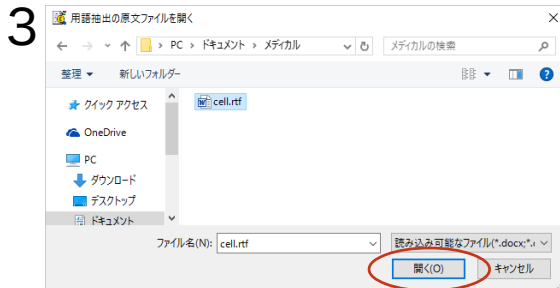 3
用語抽出の原文ファイルを開く
PC > ドキュメント > メディカル
メディカルの検索
整理 新しいフォルダー
クイック アクセス
cell.rtf
OneDrive
PC
ダウンロード
デスクトップ
ドキュメント
ファイル名(N): cell.rtf
読み込み可能なファイル(*.docx;*.
開く(O) キャンセル